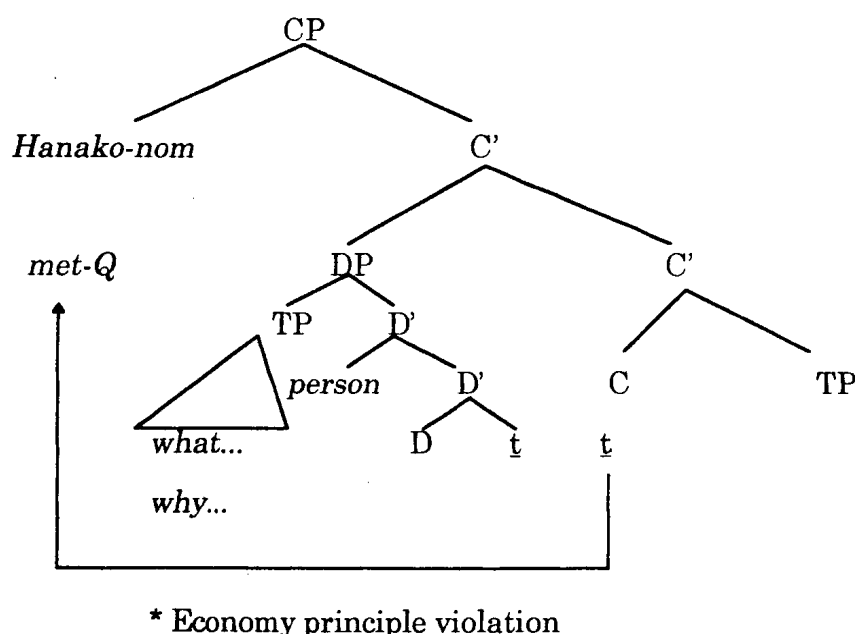 CP
Hanako-nom C’
met-Q DP C’
TP D’
person D’ C TP
what... D t t
why...
* Economy principle violation